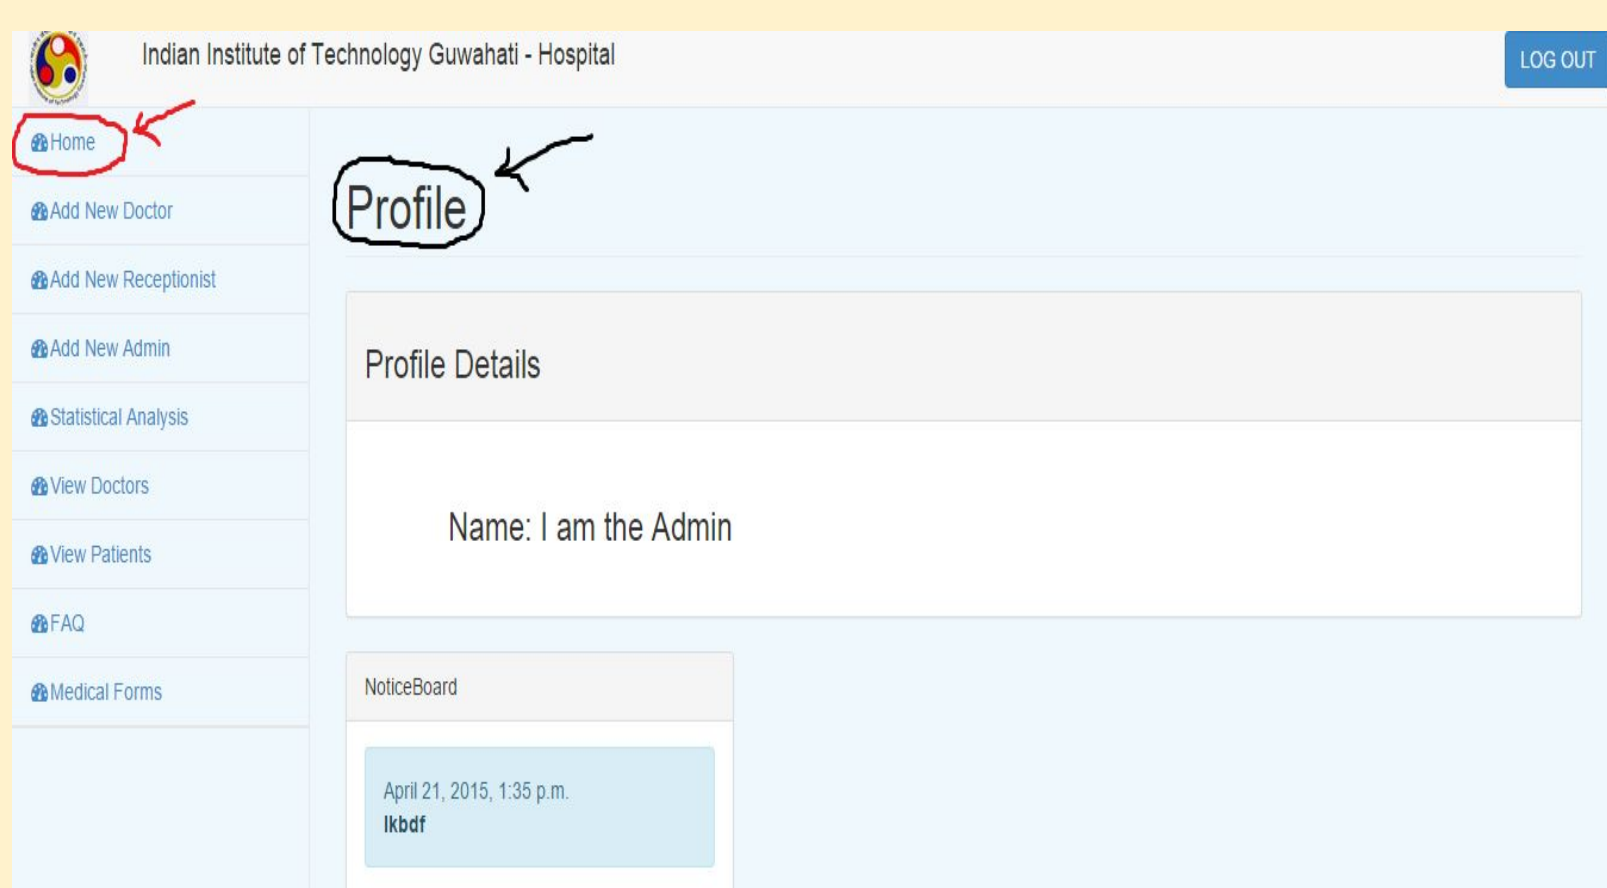 Indian Institute of Technology Guwahati - Hospital
LOG OUT
Home
Add New Doctor
Add New Receptionist
Add New Admin
Statistical Analysis
View Doctors
View Patients
FAQ
Medical Forms
Profile
Profile Details
Name: I am the Admin
NoticeBoard
April 21, 2015, 1:35 p.m.
lkbdf